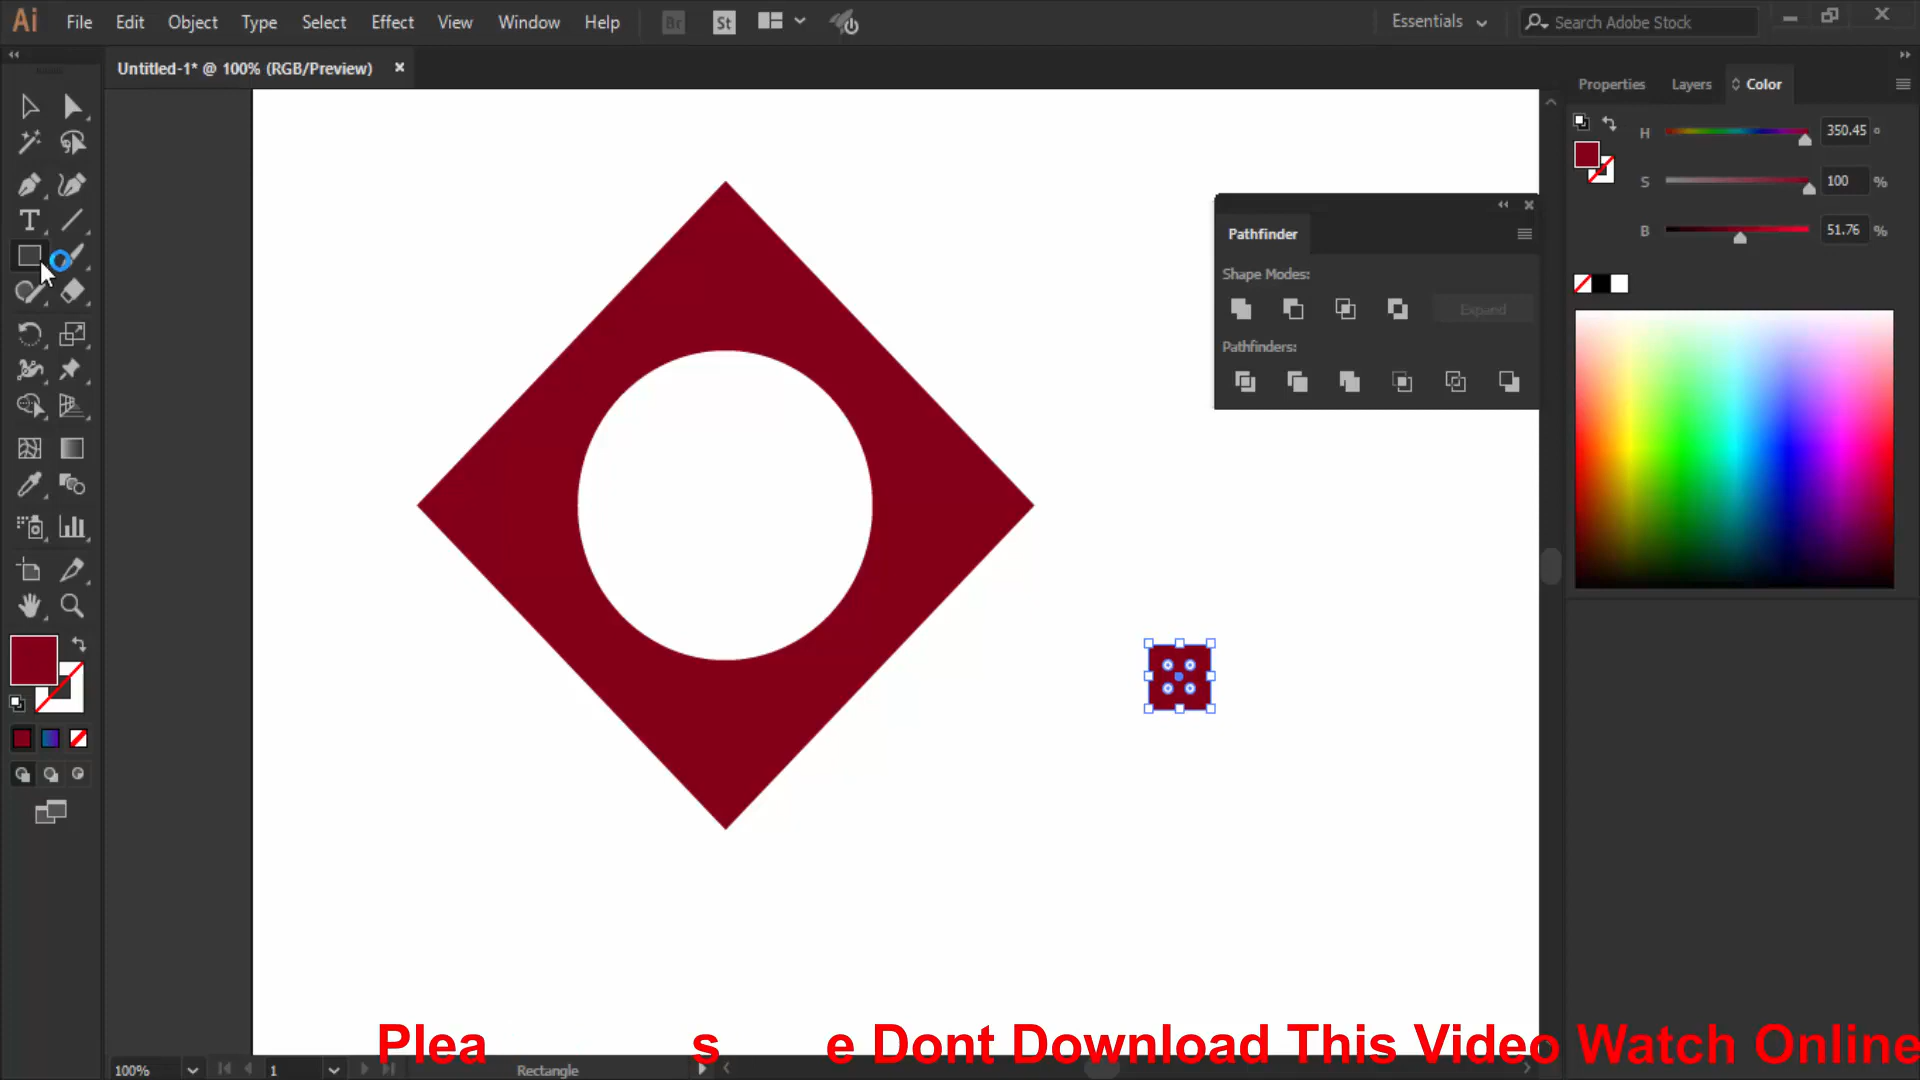 Ai File Edit Object Type Select Effect View Window Help Br St Essentials Search Adobe Stock
Untitled-1* @ 100% (RGB/Preview)
Properties Layers Color
H 350.45 °
S 100 %
B 51.76 %
Pathfinder
Shape Modes:
Expand
Pathfinders:
Plea s e Dont Download This Video Watch Online
100% 1 Rectangle